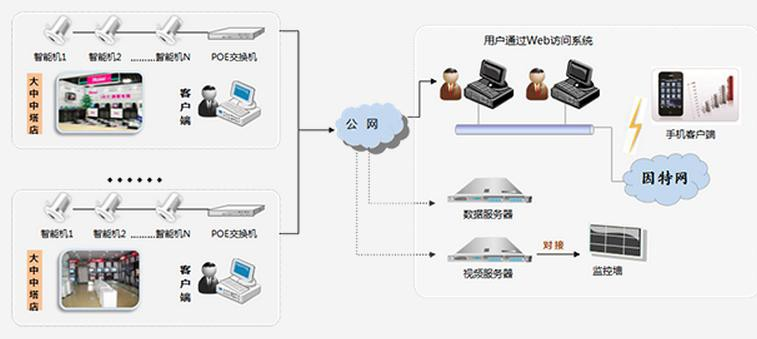 智能机1 智能机2 ......... 智能机N POE交换机
大中中塔店
客户端
......
智能机1 智能机2 ......... 智能机N POE交换机
大中中塔店
客户端
公 网
用户通过Web访问系统
手机客户端
因特网
数据服务器
视频服务器
对接
监控墙